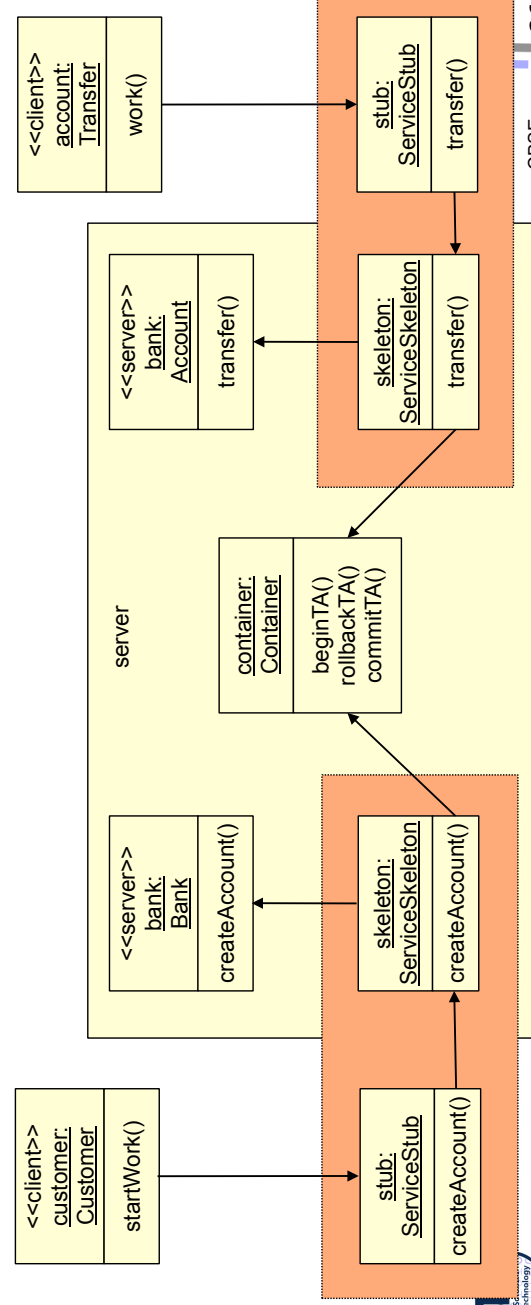 <<client>>
customer:
Customer
startWork()
<<server>>
bank:
Bank
createAccount()
server
<<server>>
bank:
Account
transfer()
<<client>>
account:
Transfer
work()
container:
Container
beginTA()
rollbackTA()
commitTA()
stub:
ServiceStub
createAccount()
skeleton:
ServiceSkeleton
createAccount()
skeleton:
ServiceSkeleton
transfer()
stub:
ServiceStub
transfer()